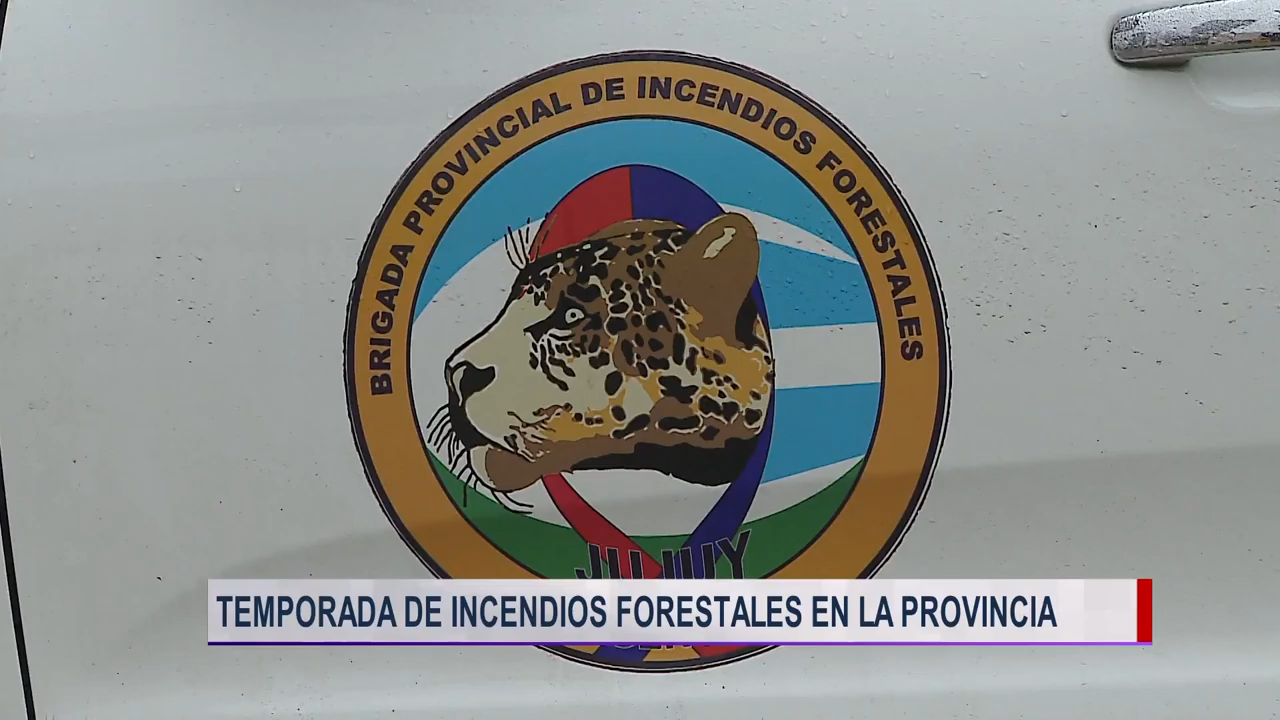 BRIGADA PROVINCIAL DE INCENDIOS FORESTALES
JUJUY
TEMPORADA DE INCENDIOS FORESTALES EN LA PROVINCIA